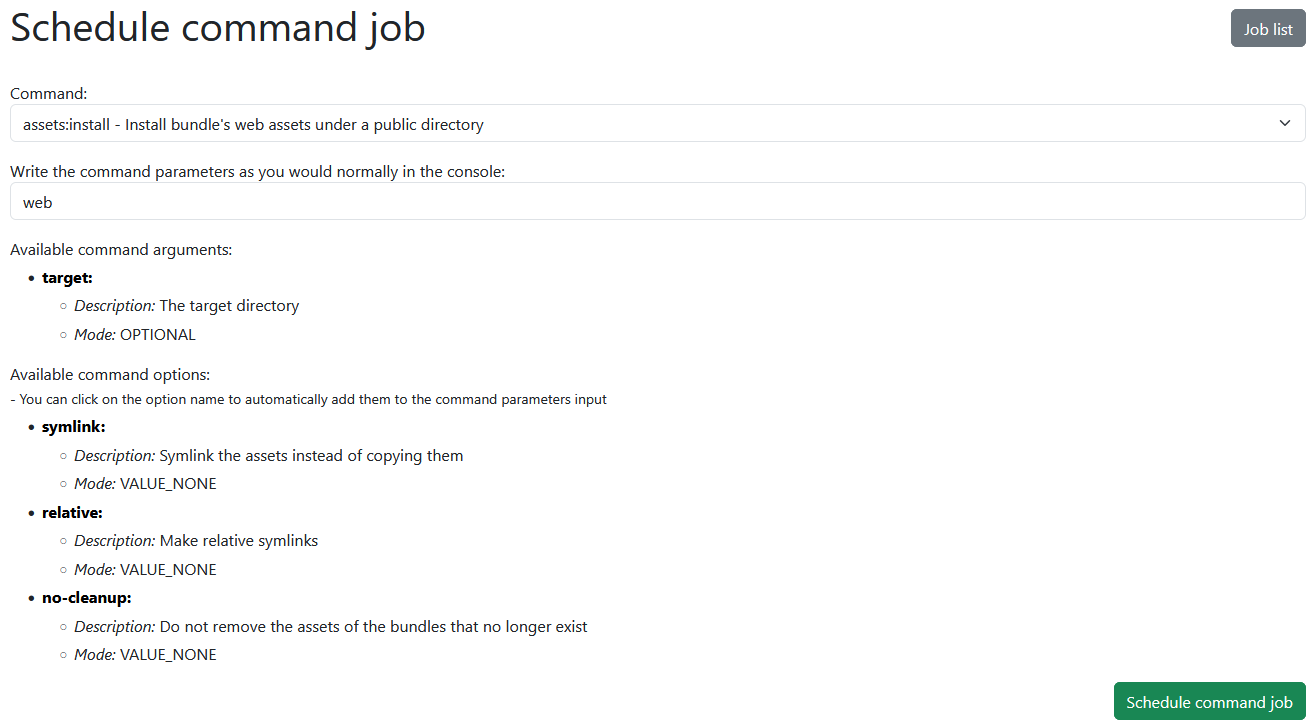 Schedule command job
Job list
Command:
assets:install - Install bundle's web assets under a public directory
Write the command parameters as you would normally in the console:
web
Available command arguments:
• target:
○ Description: The target directory
○ Mode: OPTIONAL
Available command options:
- You can click on the option name to automatically add them to the command parameters input
• symlink:
○ Description: Symlink the assets instead of copying them
○ Mode: VALUE_NONE
• relative:
○ Description: Make relative symlinks
○ Mode: VALUE_NONE
• no-cleanup:
○ Description: Do not remove the assets of the bundles that no longer exist
○ Mode: VALUE_NONE
Schedule command job